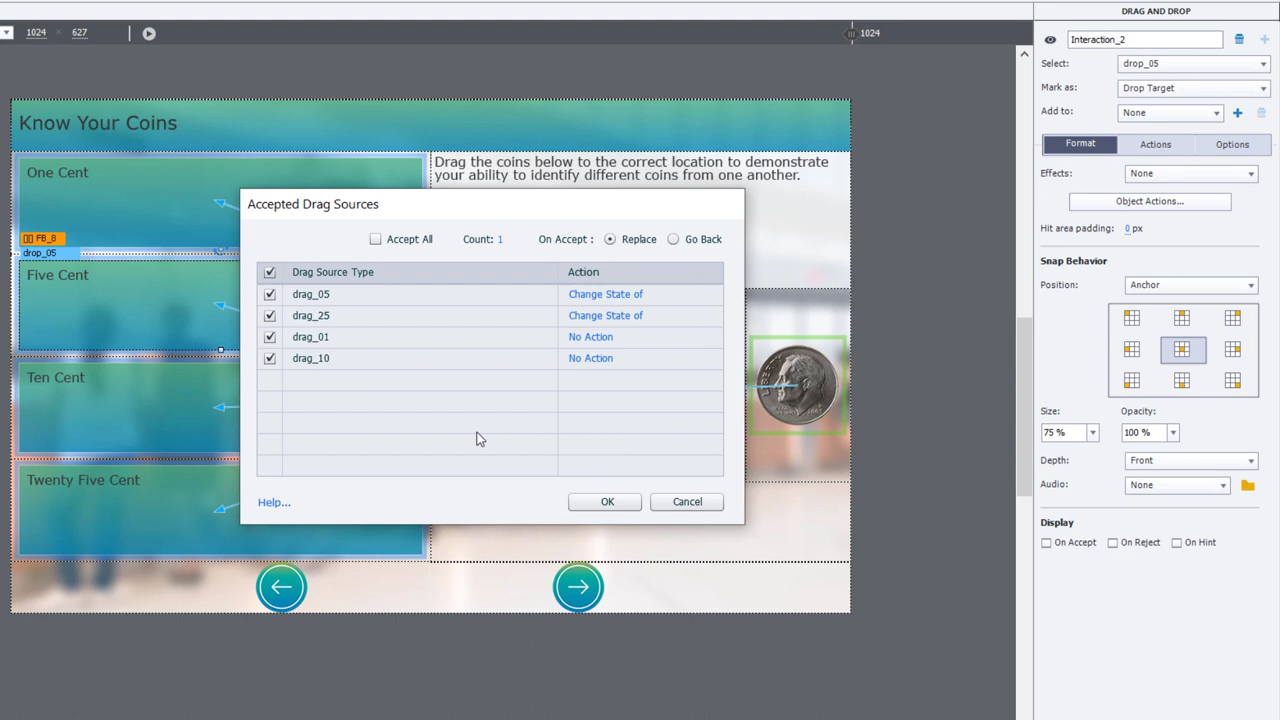 DRAG AND DROP
1024 × 627
1024
Interaction_2
Select: drop_05
Mark as: Drop Target
Add to: None
Format Actions Options
Effects: None
Object Actions...
Hit area padding: 0 px
Snap Behavior
Position: Anchor
Size: Opacity:
75 % 100 %
Depth: Front
Audio: None
Display
On Accept On Reject On Hint
Know Your Coins
One Cent
FB_8
drop_05
Five Cent
Ten Cent
Twenty Five Cent
Drag the coins below to the correct location to demonstrate
your ability to identify different coins from one another.
Accepted Drag Sources
Accept All Count: 1 On Accept : Replace Go Back
Drag Source Type Action
drag_05 Change State of
drag_25 Change State of
drag_01 No Action
drag_10 No Action
Help... OK Cancel
LIBERTY